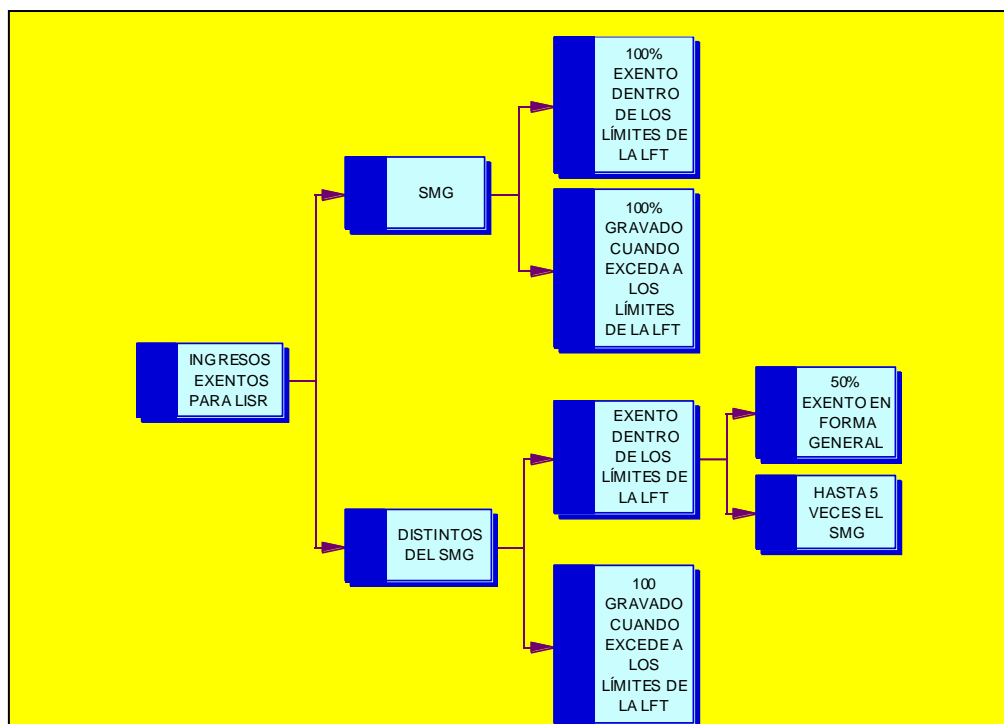 INGRESOS
EXENTOS
PARA LISR
SMG
100%
EXENTO
DENTRO
DE LOS
LÍMITES DE
LA LFT
100%
GRAVADO
CUANDO
EXCEDA A
LOS
LÍMITES
DE LA LFT
DISTINTOS
DEL SMG
EXENTO
DENTRO
DE LOS
LÍMITES DE
LA LFT
50%
EXENTO EN
FORMA
GENERAL
HASTA 5
VECES EL
SMG
100
GRAVADO
CUANDO
EXCEDE A
LOS
LÍMITES DE
LA LFT